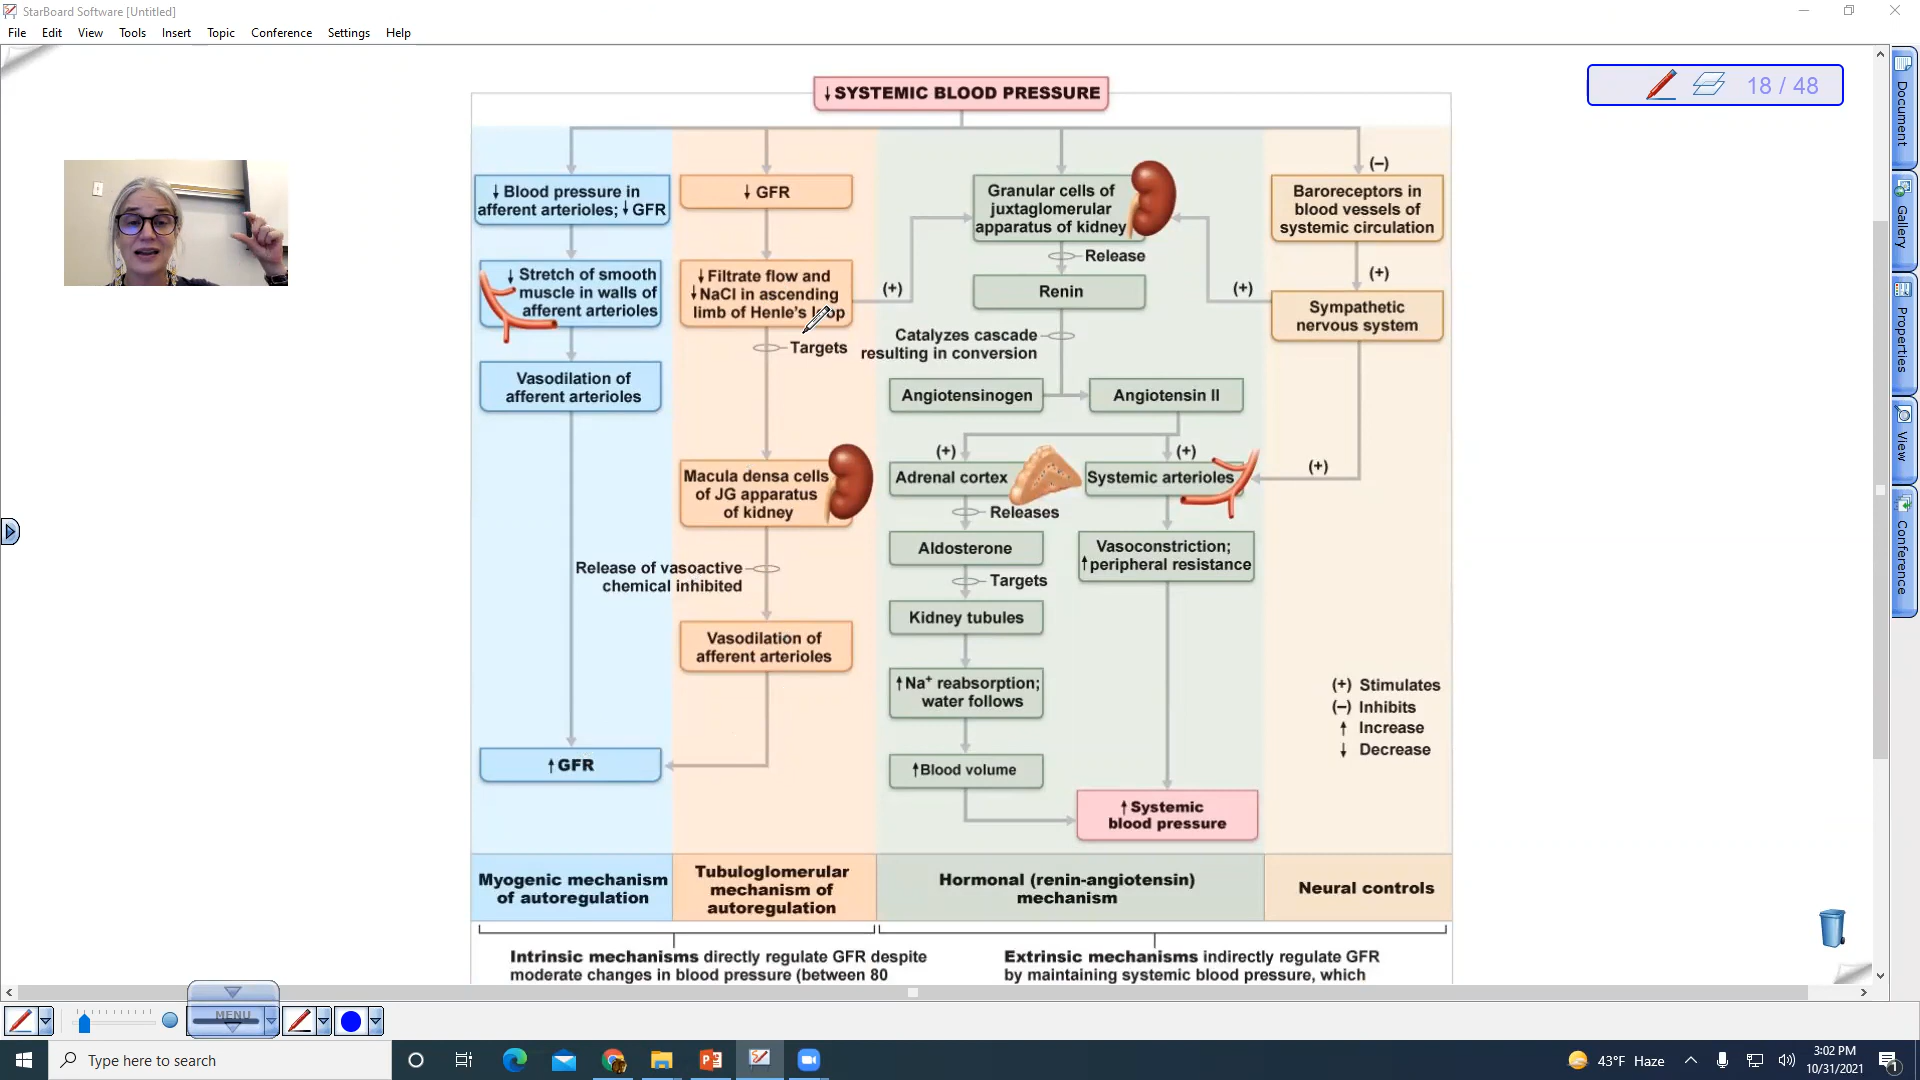 StarBoard Software [Untitled]
File Edit View Tools Insert Topic Conference Settings Help
18 / 48
Document
Gallery
Properties
View
Conference
↓ SYSTEMIC BLOOD PRESSURE
↓ Blood pressure in
afferent arterioles; ↓ GFR
↓ Stretch of smooth
muscle in walls of
afferent arterioles
Vasodilation of
afferent arterioles
↑ GFR
Myogenic mechanism
of autoregulation
↓ GFR
↓ Filtrate flow and
↓ NaCl in ascending
limb of Henle's loop
(+)
Targets
Macula densa cells
of JG apparatus
of kidney
Release of vasoactive
chemical inhibited
Vasodilation of
afferent arterioles
Tubuloglomerular
mechanism of
autoregulation
Granular cells of
juxtaglomerular
apparatus of kidney
Release
Renin
Catalyzes cascade
resulting in conversion
Angiotensinogen
Angiotensin II
(+)
(+)
Adrenal cortex
Systemic arterioles
Releases
Aldosterone
Vasoconstriction;
↑ peripheral resistance
Targets
Kidney tubules
↑ Na+ reabsorption;
water follows
↑ Blood volume
↑ Systemic
blood pressure
Hormonal (renin-angiotensin)
mechanism
(–)
Baroreceptors in
blood vessels of
systemic circulation
(+)
(+)
Sympathetic
nervous system
(+)
(+) Stimulates
(–) Inhibits
↑ Increase
↓ Decrease
Neural controls
Intrinsic mechanisms directly regulate GFR despite
moderate changes in blood pressure (between 80
Extrinsic mechanisms indirectly regulate GFR
by maintaining systemic blood pressure, which
MENU
Type here to search
43°F Haze
3:02 PM
10/31/2021
1